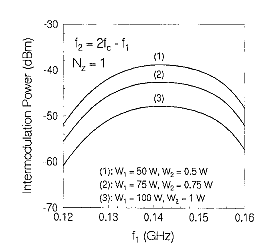 -30
-40
-50
-60
-70
Intermodulation Power (dBm)
f₂ = 2f꜀ - f₁
N_z = 1
(1)
(2)
(3)
(1): W₁ = 50 W, W₂ = 0.5 W
(2): W₁ = 75 W, W₂ = 0.75 W
(3): W₁ = 100 W, W₂ = 1 W
0.12 0.13 0.14 0.15 0.16
f₁ (GHz)